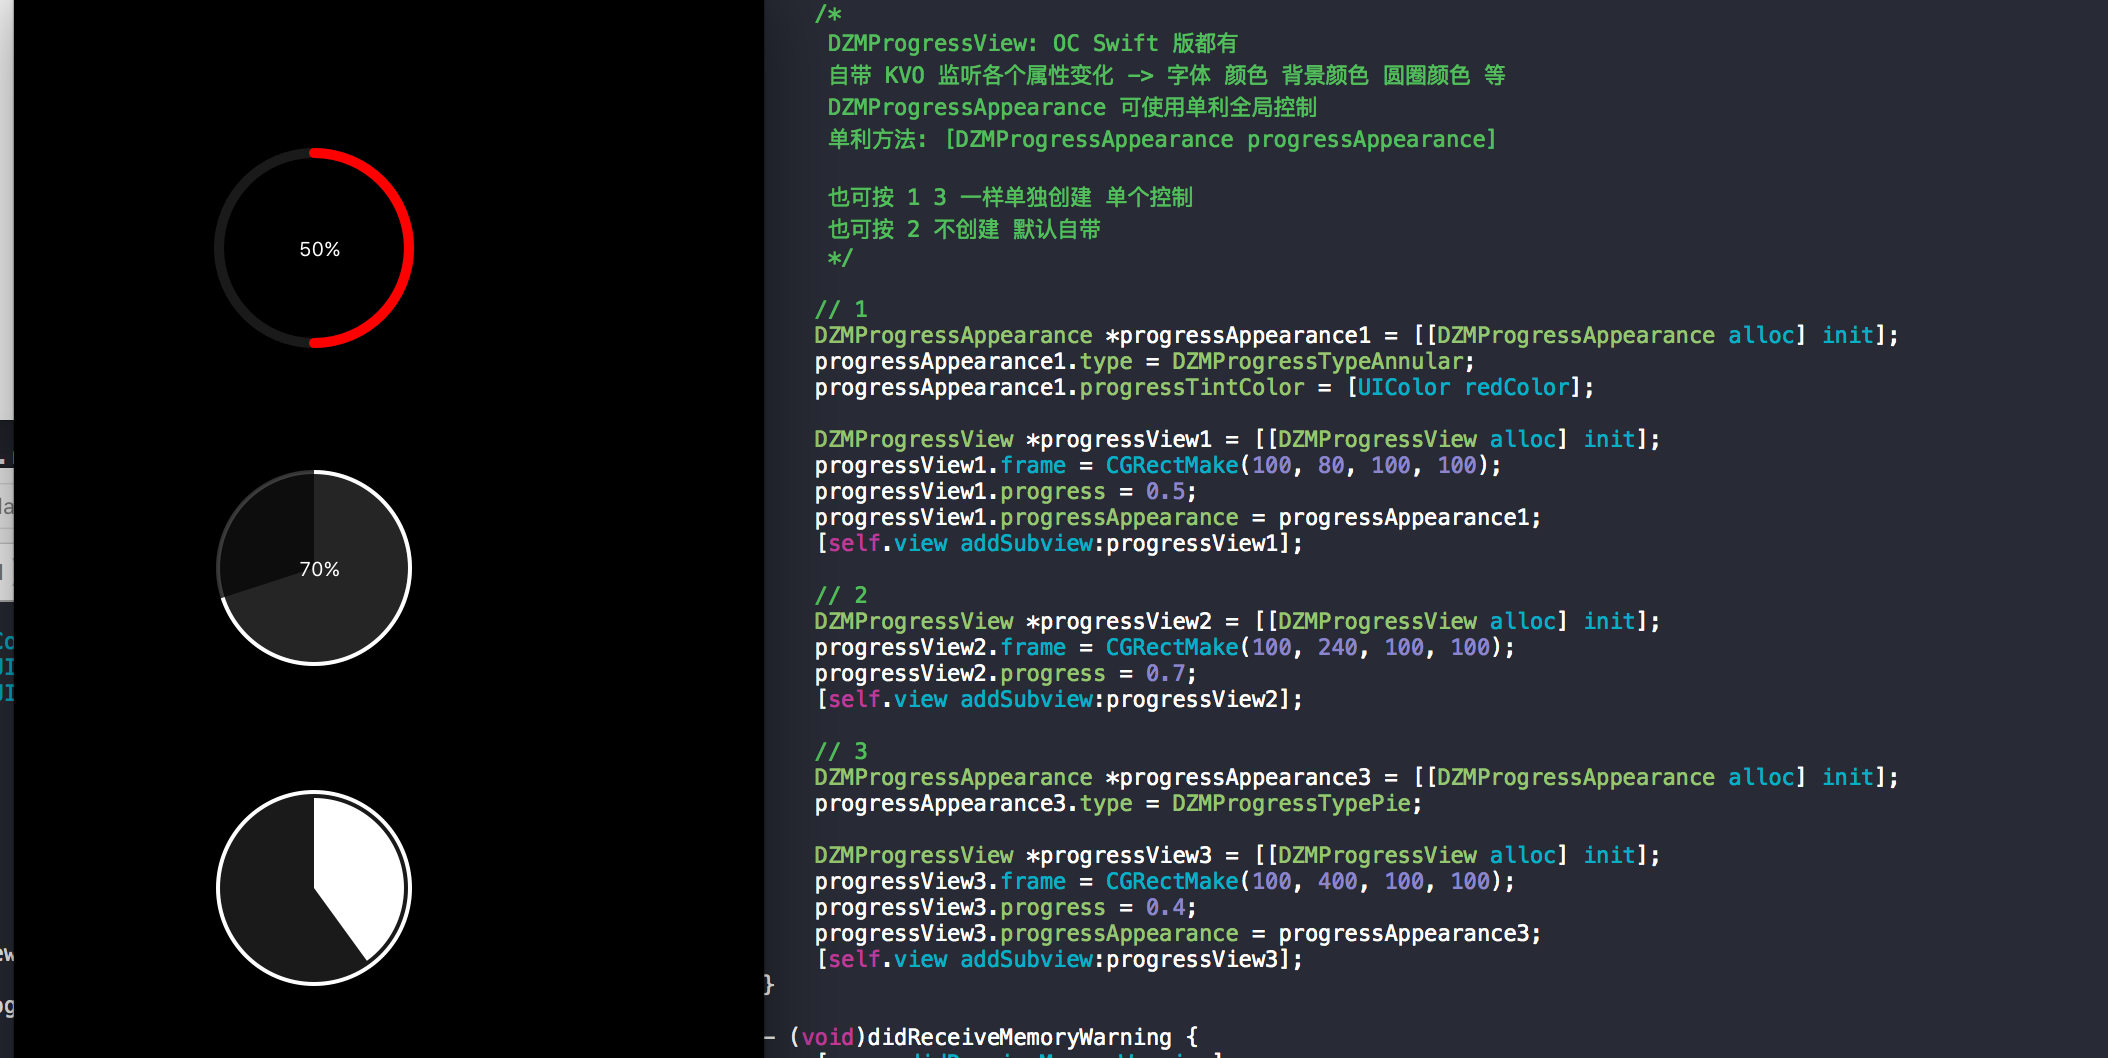 50%
70%
/*
DZMProgressView: OC Swift 版都有
自带 KVO 监听各个属性变化 -> 字体 颜色 背景颜色 圆圈颜色 等
DZMProgressAppearance 可使用单利全局控制
单利方法: [DZMProgressAppearance progressAppearance]
也可按 1 3 一样单独创建 单个控制
也可按 2 不创建 默认自带
*/
// 1
DZMProgressAppearance *progressAppearance1 = [[DZMProgressAppearance alloc] init];
progressAppearance1.type = DZMProgressTypeAnnular;
progressAppearance1.progressTintColor = [UIColor redColor];
DZMProgressView *progressView1 = [[DZMProgressView alloc] init];
progressView1.frame = CGRectMake(100, 80, 100, 100);
progressView1.progress = 0.5;
progressView1.progressAppearance = progressAppearance1;
[self.view addSubview:progressView1];
// 2
DZMProgressView *progressView2 = [[DZMProgressView alloc] init];
progressView2.frame = CGRectMake(100, 240, 100, 100);
progressView2.progress = 0.7;
[self.view addSubview:progressView2];
// 3
DZMProgressAppearance *progressAppearance3 = [[DZMProgressAppearance alloc] init];
progressAppearance3.type = DZMProgressTypePie;
DZMProgressView *progressView3 = [[DZMProgressView alloc] init];
progressView3.frame = CGRectMake(100, 400, 100, 100);
progressView3.progress = 0.4;
progressView3.progressAppearance = progressAppearance3;
[self.view addSubview:progressView3];
}
- (void)didReceiveMemoryWarning {